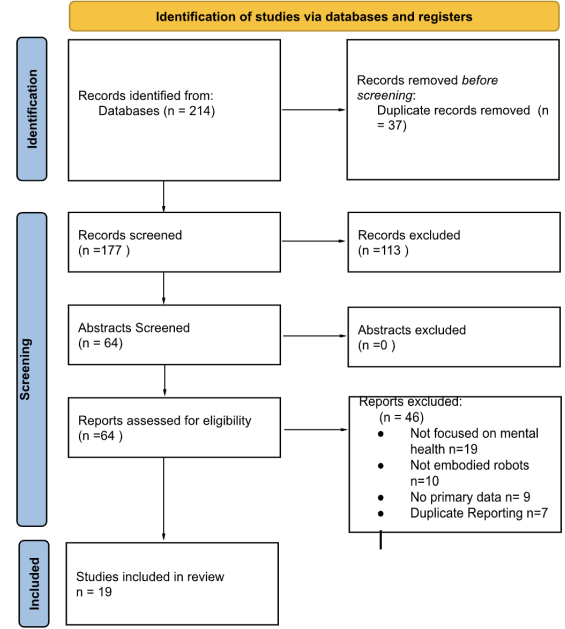 Identification of studies via databases and registers
Identification
Records identified from:
Databases (n = 214)
Records removed before
screening:
Duplicate records removed (n
= 37)
Screening
Records screened
(n =177 )
Records excluded
(n =113 )
Abstracts Screened
(n = 64)
Abstracts excluded
(n =0 )
Reports assessed for eligibility
(n =64 )
Reports excluded:
(n = 46)
● Not focused on mental
health n=19
● Not embodied robots
n=10
● No primary data n= 9
● Duplicate Reporting n=7
Included
Studies included in review
n = 19